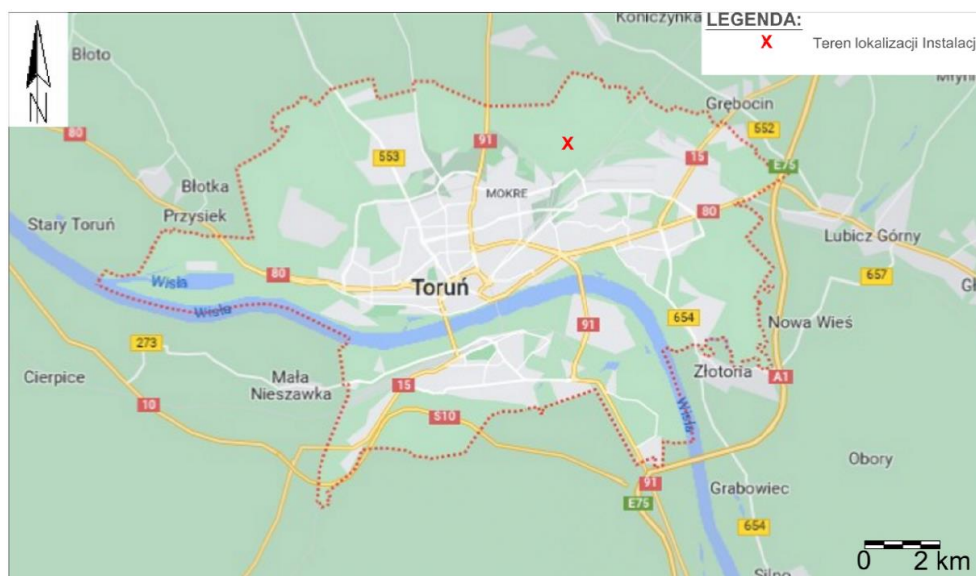 Koniczynka
LEGENDA:
X Teren lokalizacji Instalacj
Błoto
N
80
553
91
Grębocin
552
15
E75
MOKRE
Błotka
Przysiek
Stary Toruń
80
Lubicz Górny
657
Wisła
80
Toruń
Wisła
91
654
Nowa Wieś
273
Cierpice
Mała
Nieszawka
15
Złotoria
A1
10
S10
Wisła
Obory
91
Grabowiec
E75
654
0 2 km